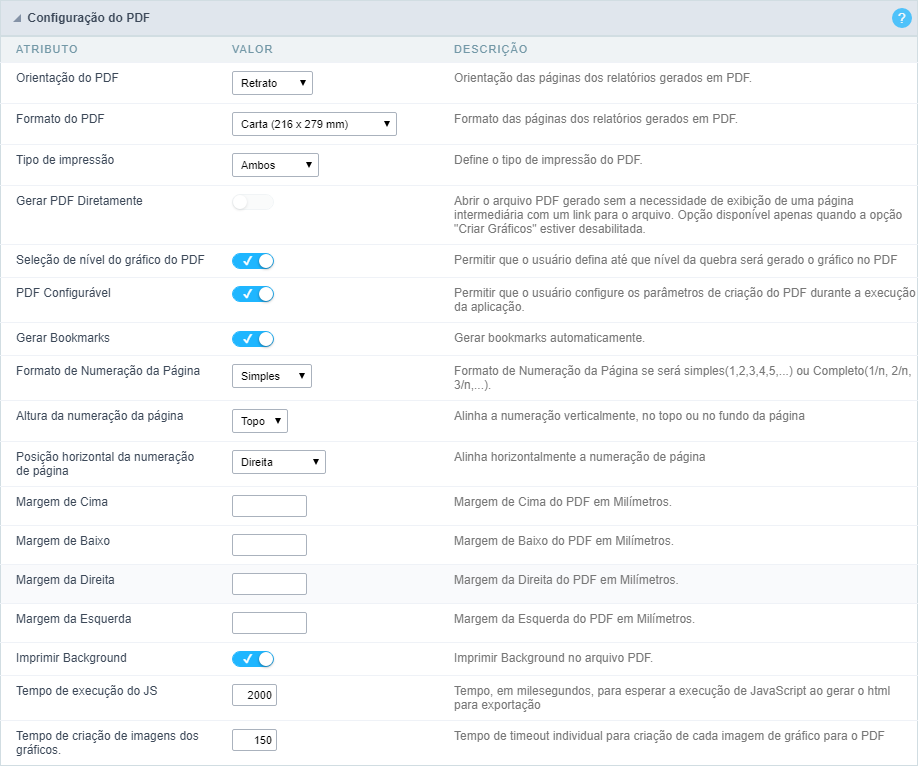 Configuração do PDF
?
ATRIBUTO VALOR DESCRIÇÃO
Orientação do PDF Retrato Orientação das páginas dos relatórios gerados em PDF.
Formato do PDF Carta (216 x 279 mm) Formato das páginas dos relatórios gerados em PDF.
Tipo de impressão Ambos Define o tipo de impressão do PDF.
Gerar PDF Diretamente Abrir o arquivo PDF gerado sem a necessidade de exibição de uma página
intermediária com um link para o arquivo. Opção disponível apenas quando a opção
"Criar Gráficos" estiver desabilitada.
Seleção de nível do gráfico do PDF Permitir que o usuário defina até que nível da quebra será gerado o gráfico no PDF
PDF Configurável Permitir que o usuário configure os parâmetros de criação do PDF durante a execução
da aplicação.
Gerar Bookmarks Gerar bookmarks automaticamente.
Formato de Numeração da Página Simples Formato de Numeração da Página se será simples(1,2,3,4,5,...) ou Completo(1/n, 2/n,
3/n,...).
Altura da numeração da página Topo Alinha a numeração verticalmente, no topo ou no fundo da página
Posição horizontal da numeração
de página Direita Alinha horizontalmente a numeração de página
Margem de Cima Margem de Cima do PDF em Milímetros.
Margem de Baixo Margem de Baixo do PDF em Milímetros.
Margem da Direita Margem da Direita do PDF em Milímetros.
Margem da Esquerda Margem da Esquerda do PDF em Milímetros.
Imprimir Background Imprimir Background no arquivo PDF.
Tempo de execução do JS 2000 Tempo, em milesegundos, para esperar a execução de JavaScript ao gerar o html
para exportação
Tempo de criação de imagens dos
gráficos. 150 Tempo de timeout individual para criação de cada imagem de gráfico para o PDF